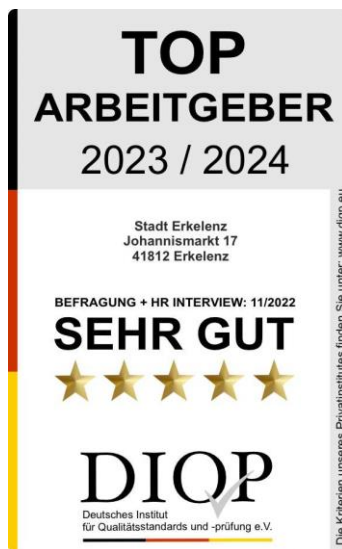 TOP
ARBEITGEBER
2023 / 2024
Stadt Erkelenz
Johannismarkt 17
41812 Erkelenz
BEFRAGUNG + HR INTERVIEW: 11/2022
SEHR GUT
DIQP
Deutsches Institut
für Qualitätsstandards und -prüfung e.V.
Die Kriterien unseres Privatinstitutes finden Sie unter: www.diqp.eu